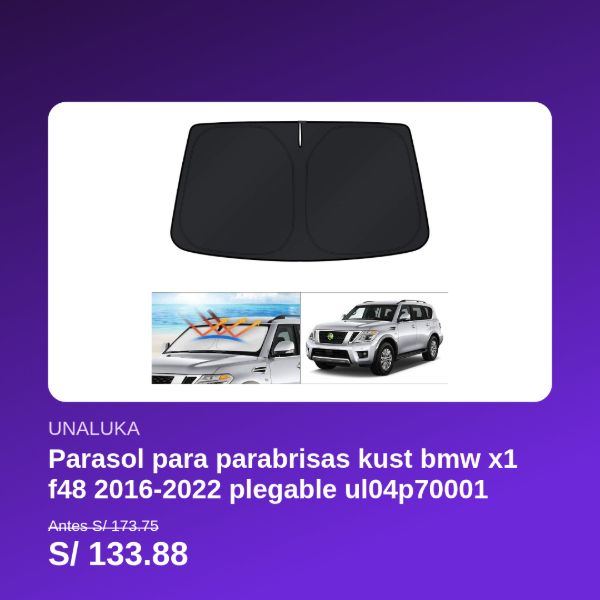 UNALUKA
Parasol para parabrisas kust bmw x1
f48 2016-2022 plegable ul04p70001
Antes S/ 173.75
S/ 133.88